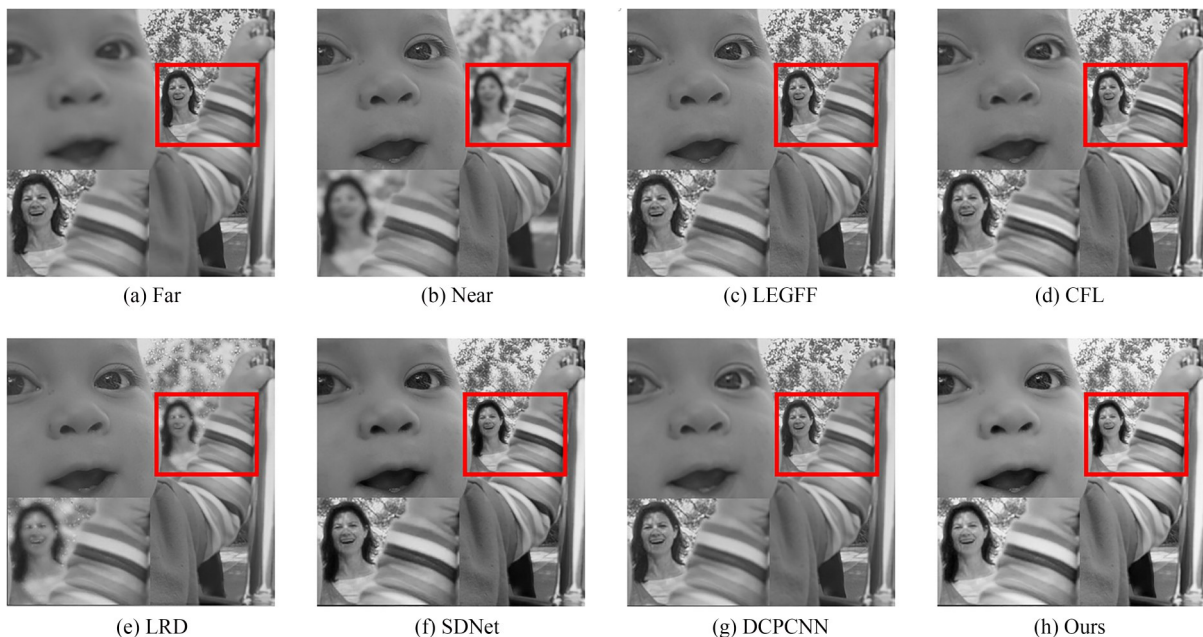 (a) Far
(b) Near
(c) LEGFF
(d) CFL
(e) LRD
(f) SDNet
(g) DCPCNN
(h) Ours